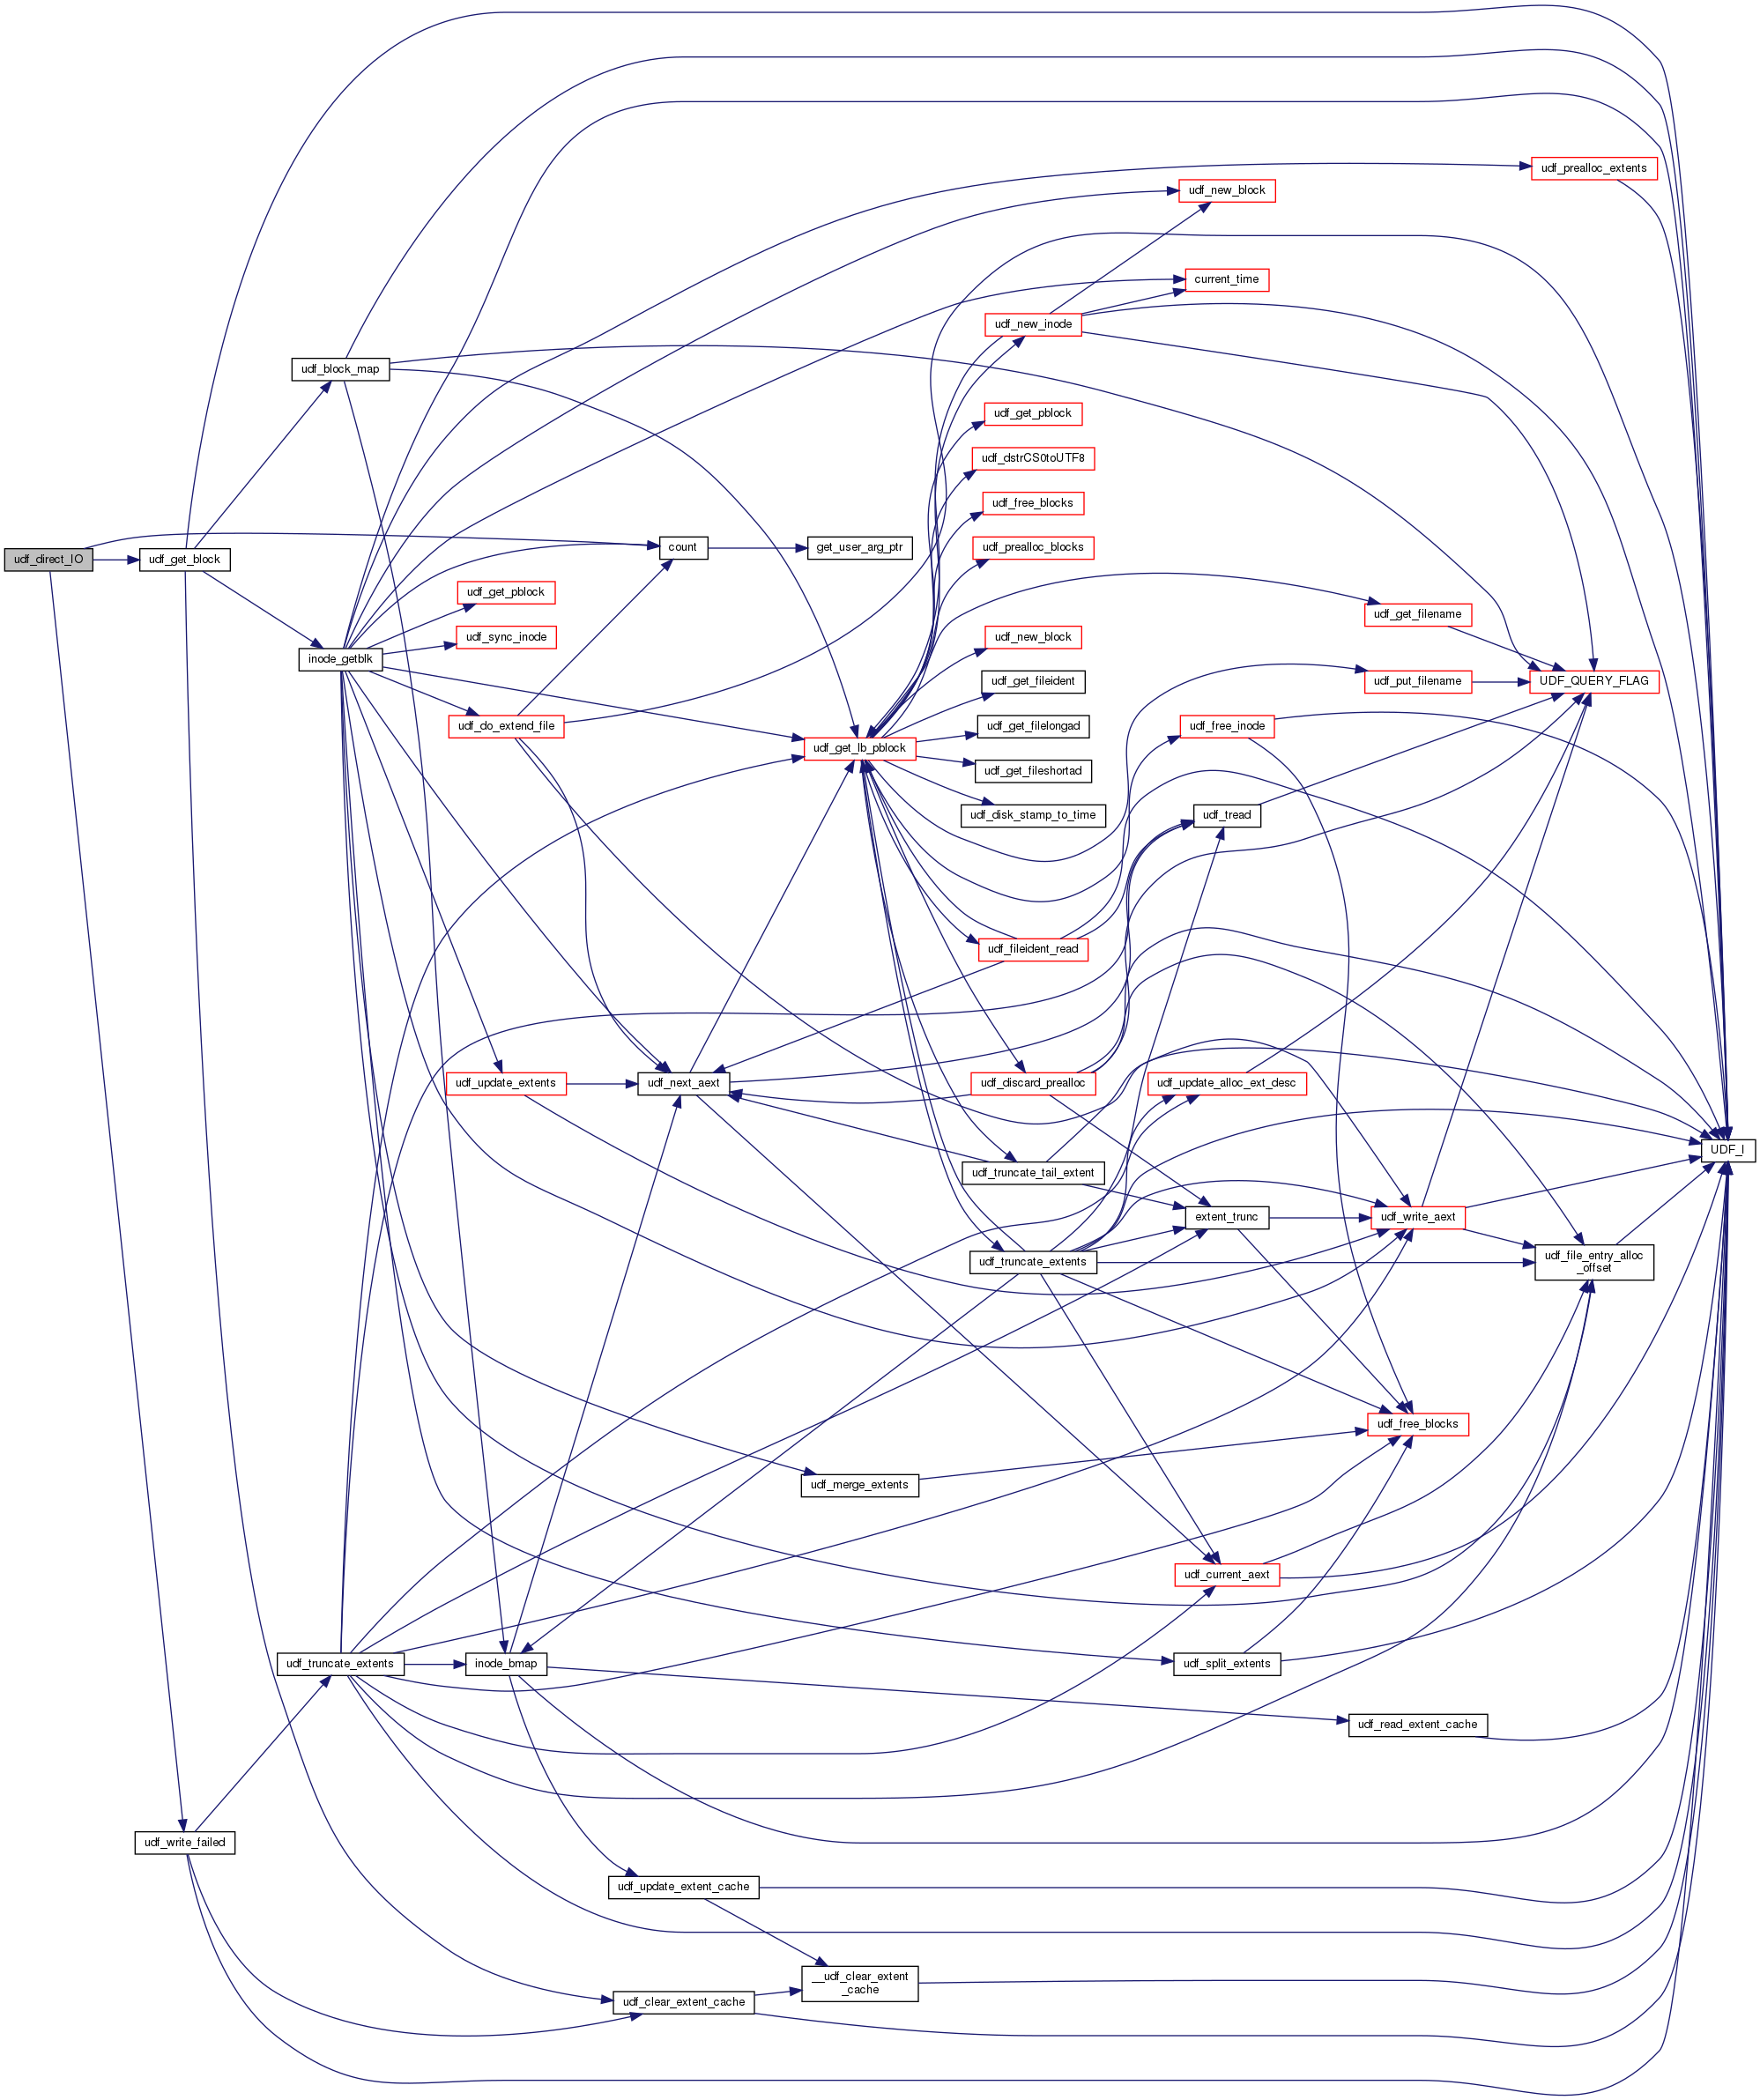 udf_prealloc_extents
udf_new_block
current_time
udf_new_inode
udf_block_map
udf_get_pblock
udf_dstrCS0toUTF8
udf_free_blocks
udf_direct_IO
udf_get_block
count
get_user_arg_ptr
udf_prealloc_blocks
udf_get_pblock
udf_get_filename
udf_sync_inode
udf_new_block
inode_getblk
udf_get_fileident
udf_put_filename
UDF_QUERY_FLAG
udf_do_extend_file
udf_get_filelongad
udf_free_inode
udf_get_lb_pblock
udf_get_fileshortad
udf_disk_stamp_to_time
udf_tread
udf_fileident_read
udf_update_extents
udf_next_aext
udf_discard_prealloc
udf_update_alloc_ext_desc
UDF_I
udf_truncate_tail_extent
extent_trunc
udf_write_aext
udf_truncate_extents
udf_file_entry_alloc
_offset
udf_free_blocks
udf_merge_extents
udf_current_aext
udf_truncate_extents
inode_bmap
udf_split_extents
udf_read_extent_cache
udf_write_failed
udf_update_extent_cache
__udf_clear_extent
_cache
udf_clear_extent_cache